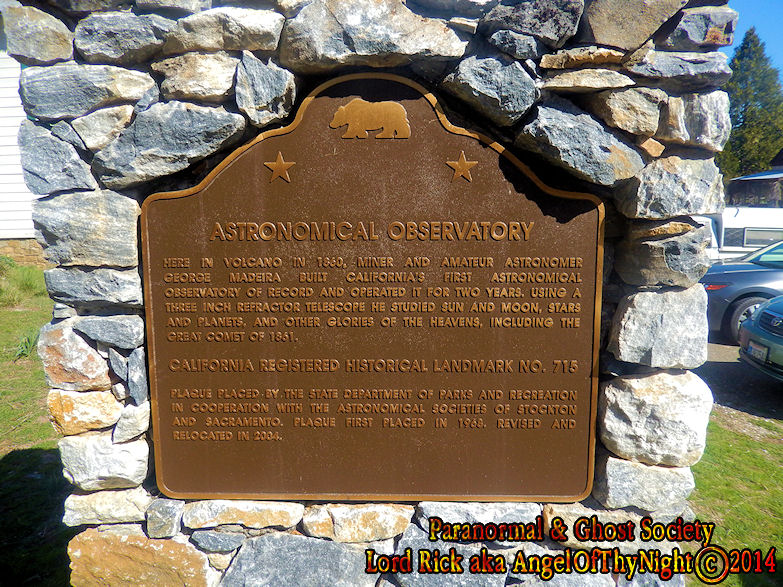 ASTRONOMICAL OBSERVATORY
HERE IN VOLCANO IN 1860, MINER AND AMATEUR ASTRONOMER
GEORGE MADEIRA BUILT CALIFORNIA'S FIRST ASTRONOMICAL
OBSERVATORY OF RECORD AND OPERATED IT FOR TWO YEARS. USING A
THREE INCH REFRACTOR TELESCOPE HE STUDIED SUN AND MOON, STARS
AND PLANETS, AND OTHER GLORIES OF THE HEAVENS, INCLUDING THE
GREAT COMET OF 1861.
CALIFORNIA REGISTERED HISTORICAL LANDMARK NO. 715
PLAQUE PLACED BY THE STATE DEPARTMENT OF PARKS AND RECREATION
IN COOPERATION WITH THE ASTRONOMICAL SOCIETIES OF STOCKTON
AND SACRAMENTO. PLAQUE FIRST PLACED IN 1968. REVISED AND
RELOCATED IN 2004.
Paranormal & Ghost Society
Lord Rick aka AngelOfThyNight © 2014